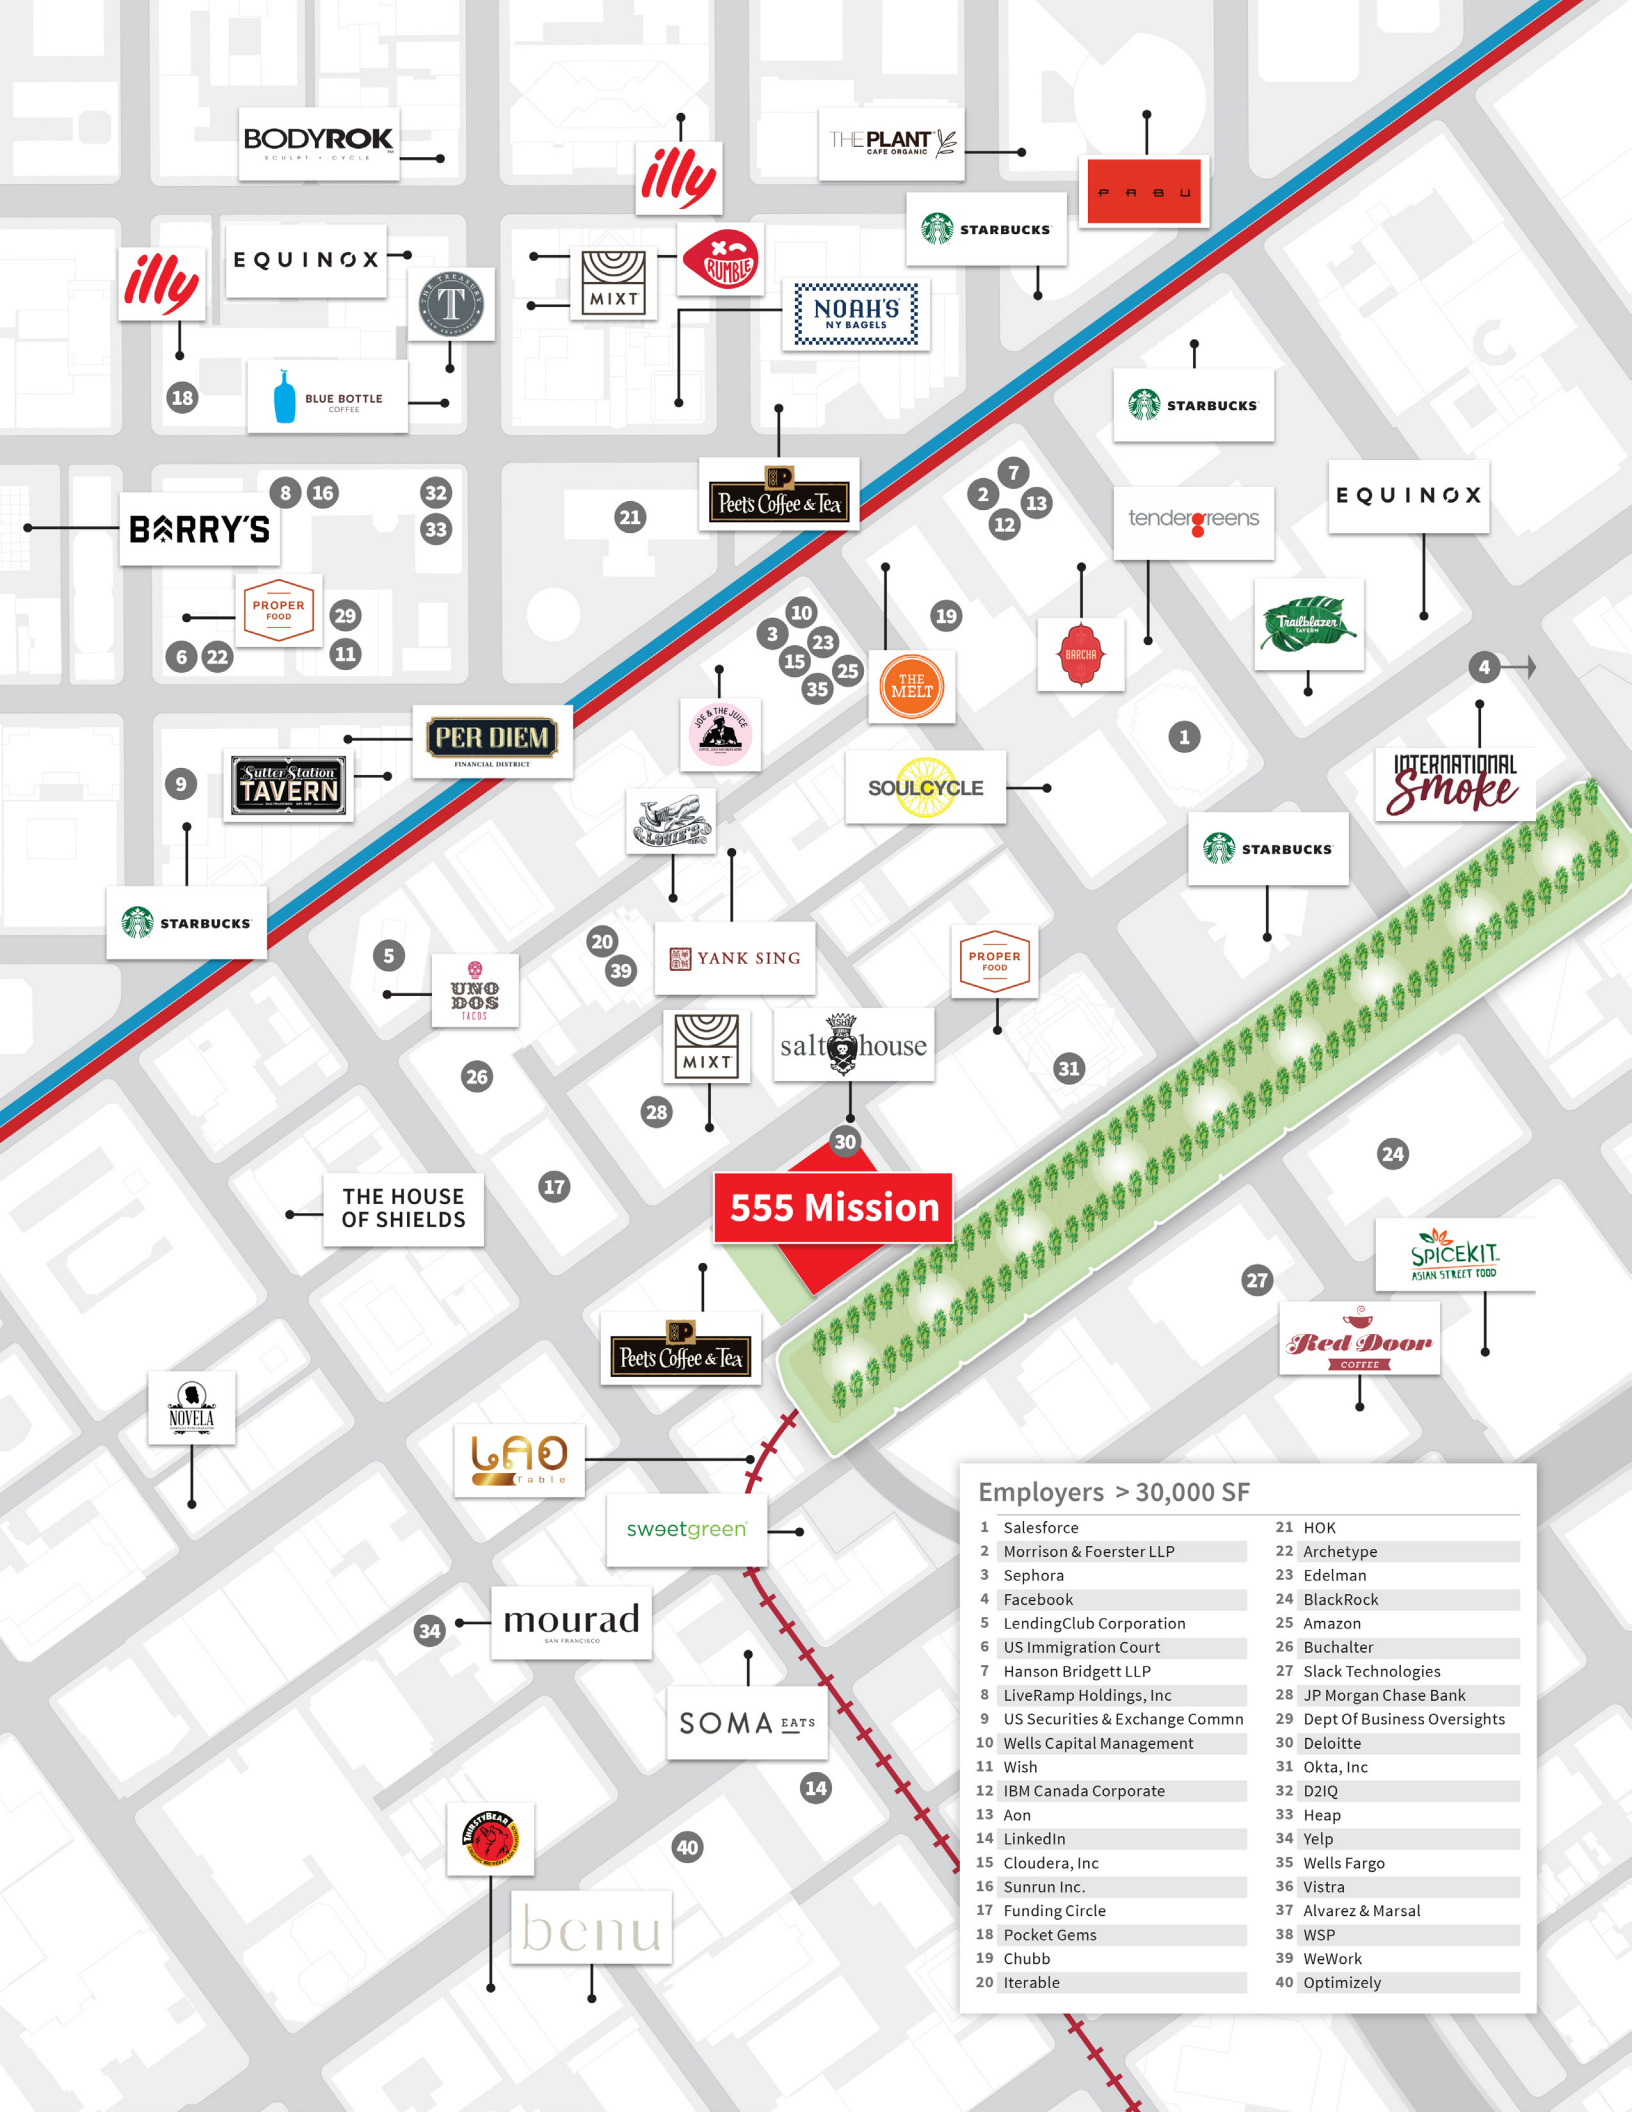 BODYROK
SCULPT • CYCLE
illy
THE PLANT
CAFE ORGANIC
PABU
STARBUCKS
EQUINOX
illy
THE TREASURY
T
SAN FRANCISCO
MIXT
RUMBLE
NOAH'S
NY BAGELS
18
BLUE BOTTLE
COFFEE
STARBUCKS
Peet's Coffee & Tea
7
2
13
12
tendergreens
EQUINOX
8
16
32
33
21
BARRY'S
PROPER
FOOD
29
6
22
11
10
3
23
15
25
35
19
THE
MELT
BARCHA
Trailblazer
TAVERN
4
PER DIEM
FINANCIAL DISTRICT
Sutter Station
TAVERN
9
JOE & THE JUICE
SOULCYCLE
1
INTERNATIONAL
Smoke
LOUIE'S
STARBUCKS
STARBUCKS
5
UNO
DOS
TACOS
20
39
YANK SING
PROPER
FOOD
26
MIXT
salt house
31
28
30
24
17
THE HOUSE
OF SHIELDS
555 Mission
SPICEKIT
ASIAN STREET FOOD
27
Red Door
COFFEE
Peet's Coffee & Tea
NOVELA
LAO
Table
sweetgreen
34
mourad
SAN FRANCISCO
SOMA EATS
14
THIRSTYBEAR
40
benu
Employers > 30,000 SF
1 Salesforce
2 Morrison & Foerster LLP
3 Sephora
4 Facebook
5 LendingClub Corporation
6 US Immigration Court
7 Hanson Bridgett LLP
8 LiveRamp Holdings, Inc
9 US Securities & Exchange Commn
10 Wells Capital Management
11 Wish
12 IBM Canada Corporate
13 Aon
14 LinkedIn
15 Cloudera, Inc
16 Sunrun Inc.
17 Funding Circle
18 Pocket Gems
19 Chubb
20 Iterable
21 HOK
22 Archetype
23 Edelman
24 BlackRock
25 Amazon
26 Buchalter
27 Slack Technologies
28 JP Morgan Chase Bank
29 Dept Of Business Oversights
30 Deloitte
31 Okta, Inc
32 D2IQ
33 Heap
34 Yelp
35 Wells Fargo
36 Vistra
37 Alvarez & Marsal
38 WSP
39 WeWork
40 Optimizely